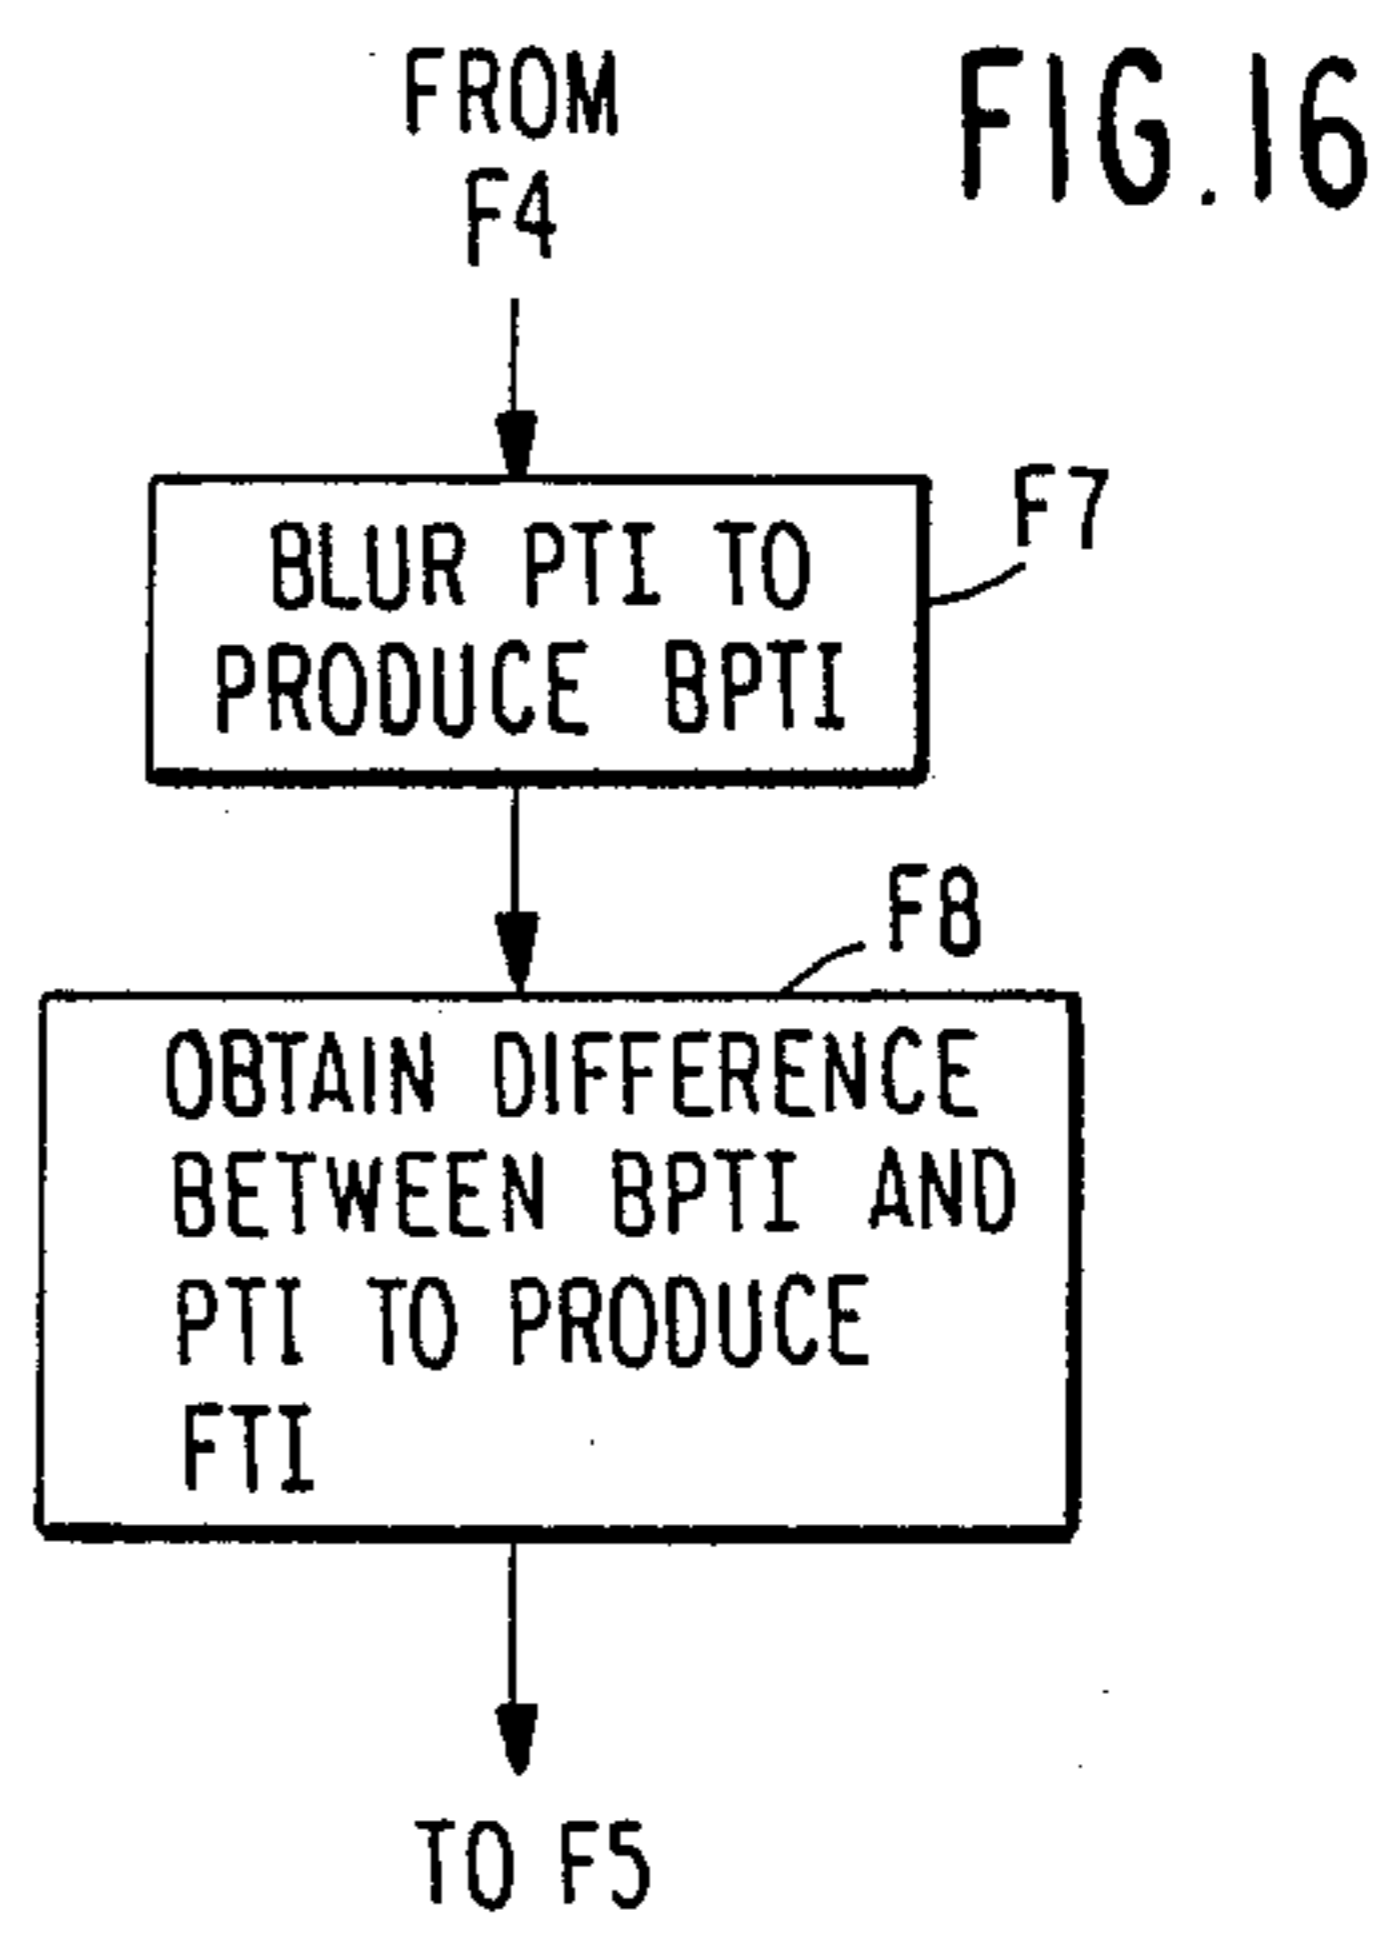 FIG.16
FROM
F4
F7
BLUR PTI TO
PRODUCE BPTI
F8
OBTAIN DIFFERENCE
BETWEEN BPTI AND
PTI TO PRODUCE
FTI
TO F5